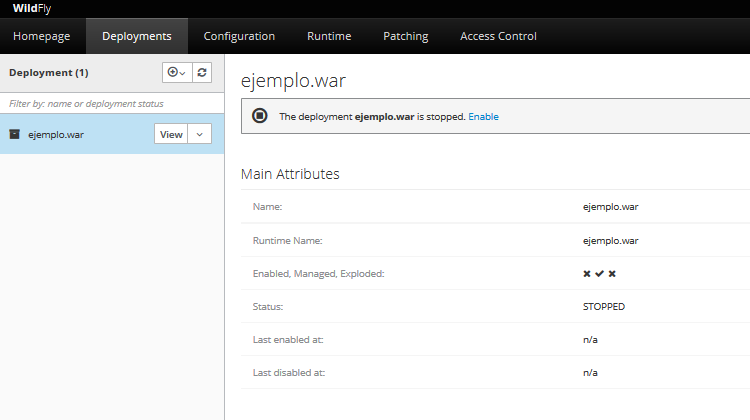 WildFly
Homepage Deployments Configuration Runtime Patching Access Control
Deployment (1)
Filter by: name or deployment status
ejemplo.war View
ejemplo.war
The deployment ejemplo.war is stopped. Enable
Main Attributes
Name: ejemplo.war
Runtime Name: ejemplo.war
Enabled, Managed, Exploded:
Status: STOPPED
Last enabled at: n/a
Last disabled at: n/a